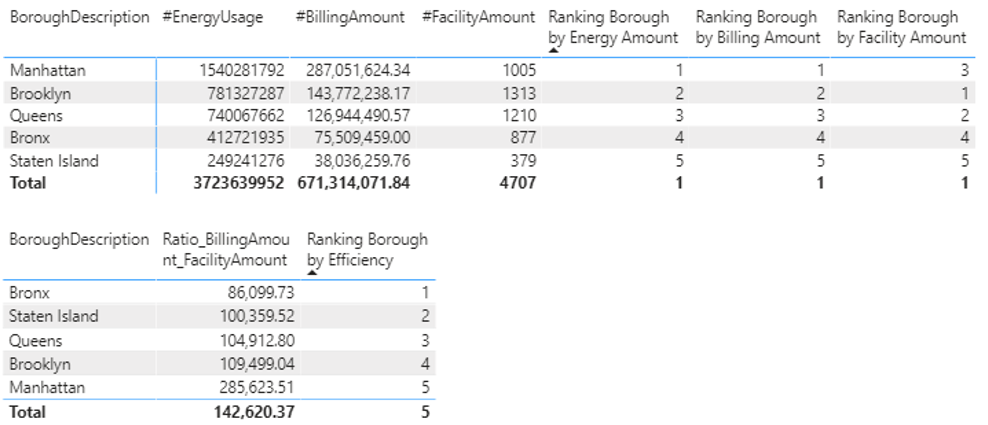 BoroughDescription #EnergyUsage #BillingAmount #FacilityAmount Ranking Borough Ranking Borough Ranking Borough
by Energy Amount by Billing Amount by Facility Amount
Manhattan 1540281792 287,051,624.34 1005 1 1 3
Brooklyn 781327287 143,772,238.17 1313 2 2 1
Queens 740067662 126,944,490.57 1210 3 3 2
Bronx 412721935 75,509,459.00 877 4 4 4
Staten Island 249241276 38,036,259.76 379 5 5 5
Total 3723639952 671,314,071.84 4707 1 1 1
BoroughDescription Ratio_BillingAmou Ranking Borough
nt_FacilityAmount by Efficiency
Bronx 86,099.73 1
Staten Island 100,359.52 2
Queens 104,912.80 3
Brooklyn 109,499.04 4
Manhattan 285,623.51 5
Total 142,620.37 5